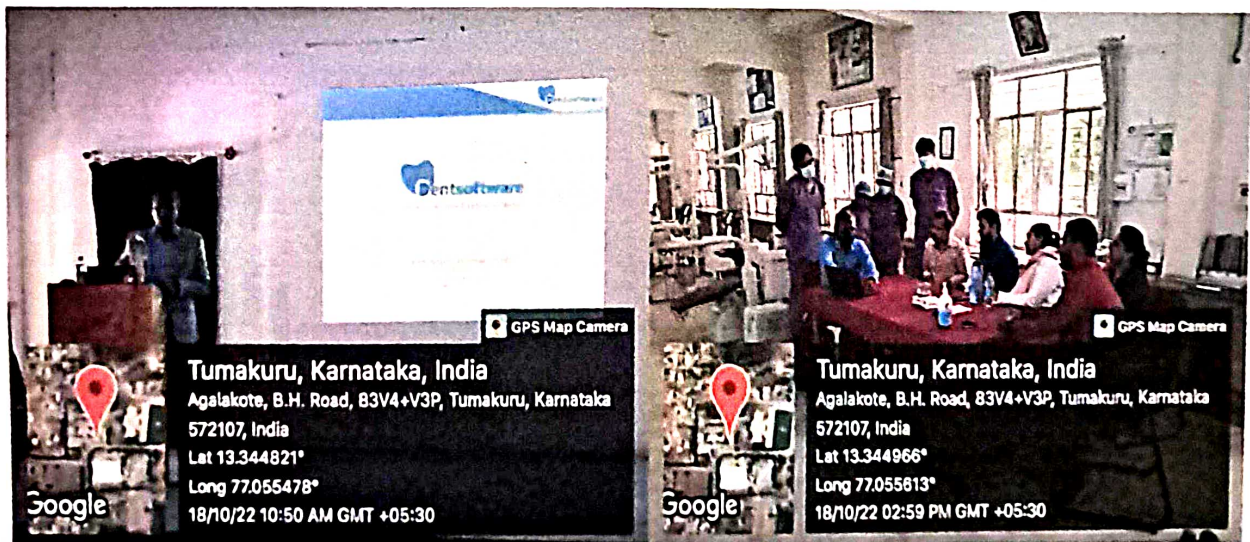 Dentsoftware
Dentsoftware
GPS Map Camera
Tumakuru, Karnataka, India
Agalakote, B.H. Road, 83V4+V3P, Tumakuru, Karnataka
572107, India
Lat 13.344821°
Long 77.055478°
18/10/22 10:50 AM GMT +05:30
Google
GPS Map Camera
Tumakuru, Karnataka, India
Agalakote, B.H. Road, 83V4+V3P, Tumakuru, Karnataka
572107, India
Lat 13.344966°
Long 77.055613°
18/10/22 02:59 PM GMT +05:30
Google